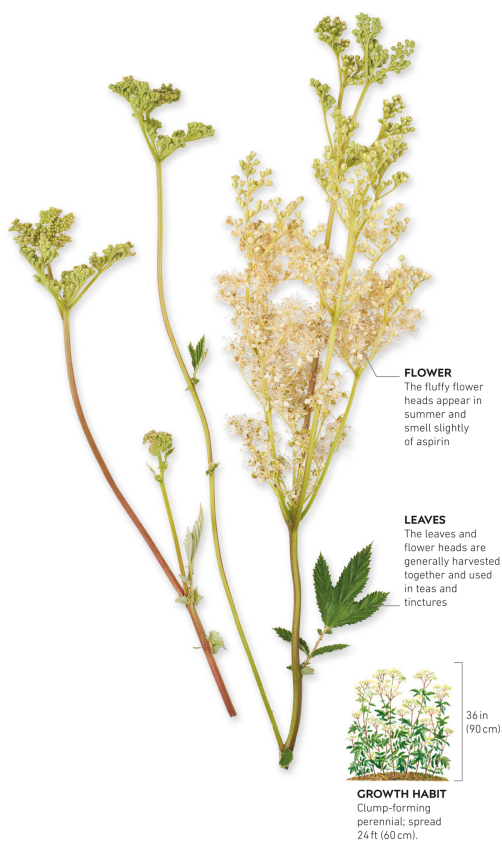 FLOWER
The fluffy flower
heads appear in
summer and
smell slightly
of aspirin
LEAVES
The leaves and
flower heads are
generally harvested
together and used
in teas and
tinctures
36 in
(90 cm)
GROWTH HABIT
Clump-forming
perennial; spread
24 ft (60 cm).